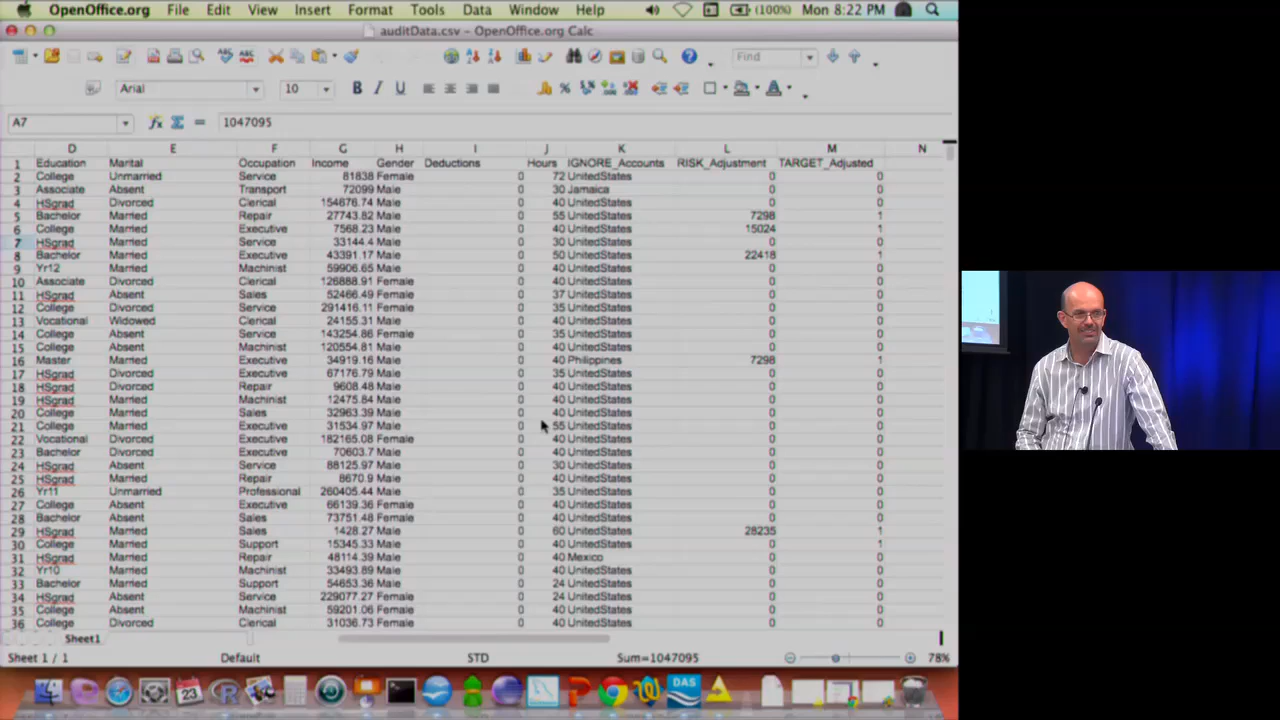 OpenOffice.org File Edit View Insert Format Tools Data Window Help (100%) Mon 8:22 PM
auditData.csv - OpenOffice.org Calc
Find
Arial 10 B I U
A7 = 1047095
D E F G H I J K L M N
1 Education Marital Occupation Income Gender Deductions Hours IGNORE_Accounts RISK_Adjustment TARGET_Adjusted
2 College Unmarried Service 81838 Female 0 72 UnitedStates 0 0
3 Associate Absent Transport 72099 Male 0 30 Jamaica 0 0
4 HSgrad Divorced Clerical 154676.74 Male 0 40 UnitedStates 0 0
5 Bachelor Married Repair 27743.82 Male 0 55 UnitedStates 7298 1
6 College Married Executive 7568.23 Male 0 40 UnitedStates 15024 1
7 HSgrad Married Service 33144.4 Male 0 30 UnitedStates 0 0
8 Bachelor Married Executive 43391.17 Male 0 50 UnitedStates 22418 1
9 Yr12 Married Machinist 59906.65 Male 0 40 UnitedStates 0 0
10 Associate Divorced Clerical 126888.91 Female 0 40 UnitedStates 0 0
11 HSgrad Absent Sales 52466.49 Male 0 37 UnitedStates 0 0
12 College Divorced Service 291416.11 Female 0 35 UnitedStates 0 0
13 Vocational Widowed Clerical 24155.31 Male 0 40 UnitedStates 0 0
14 College Absent Service 143254.86 Female 0 35 UnitedStates 0 0
15 College Absent Machinist 120554.81 Male 0 40 UnitedStates 0 0
16 Master Married Executive 34919.16 Male 0 40 Philippines 7298 1
17 HSgrad Divorced Executive 67176.79 Male 0 35 UnitedStates 0 0
18 HSgrad Divorced Repair 9608.48 Male 0 40 UnitedStates 0 0
19 HSgrad Married Machinist 12475.84 Male 0 40 UnitedStates 0 0
20 College Married Sales 32963.39 Male 0 40 UnitedStates 0 0
21 College Married Executive 31534.97 Male 0 55 UnitedStates 0 0
22 Vocational Divorced Executive 182165.08 Female 0 40 UnitedStates 0 0
23 Bachelor Divorced Executive 70603.7 Male 0 40 UnitedStates 0 0
24 HSgrad Absent Service 88125.97 Male 0 30 UnitedStates 0 0
25 HSgrad Married Repair 8670.9 Male 0 40 UnitedStates 0 0
26 Yr11 Unmarried Professional 260405.44 Male 0 35 UnitedStates 0 0
27 College Absent Executive 66139.36 Female 0 40 UnitedStates 0 0
28 Bachelor Absent Sales 73751.48 Female 0 40 UnitedStates 0 0
29 HSgrad Married Sales 1428.27 Male 0 60 UnitedStates 28235 1
30 College Married Support 15345.33 Male 0 40 UnitedStates 0 1
31 HSgrad Married Repair 48114.39 Male 0 40 Mexico 0 0
32 Yr10 Married Machinist 33493.89 Male 0 40 UnitedStates 0 0
33 Bachelor Married Support 54653.36 Male 0 24 UnitedStates 0 0
34 HSgrad Absent Service 229077.27 Female 0 24 UnitedStates 0 0
35 College Absent Machinist 59201.06 Male 0 40 UnitedStates 0 0
36 College Divorced Clerical 31036.73 Female 0 40 UnitedStates 0 0
Sheet1
Sheet 1 / 1 Default STD Sum=1047095 78%
23 R P DAS